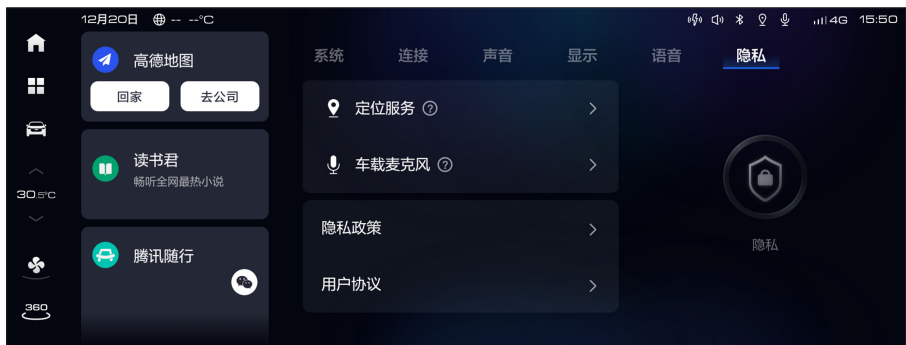 12月20日 -- --°C
4G 15:50
高德地图
回家 去公司
读书君
畅听全网最热小说
腾讯随行
30.5°C
360
系统 连接 声音 显示 语音 隐私
定位服务 ?
车载麦克风 ?
隐私政策
用户协议
隐私